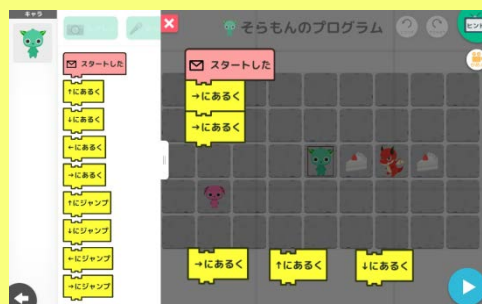 キャラ
そらもんのプログラム
ヒント
スタートした
↑にあるく
↓にあるく
←にあるく
→にあるく
↑にジャンプ
↓にジャンプ
←にジャンプ
→にジャンプ
スタートした
→にあるく
→にあるく
→にあるく
↑にあるく
↓にあるく